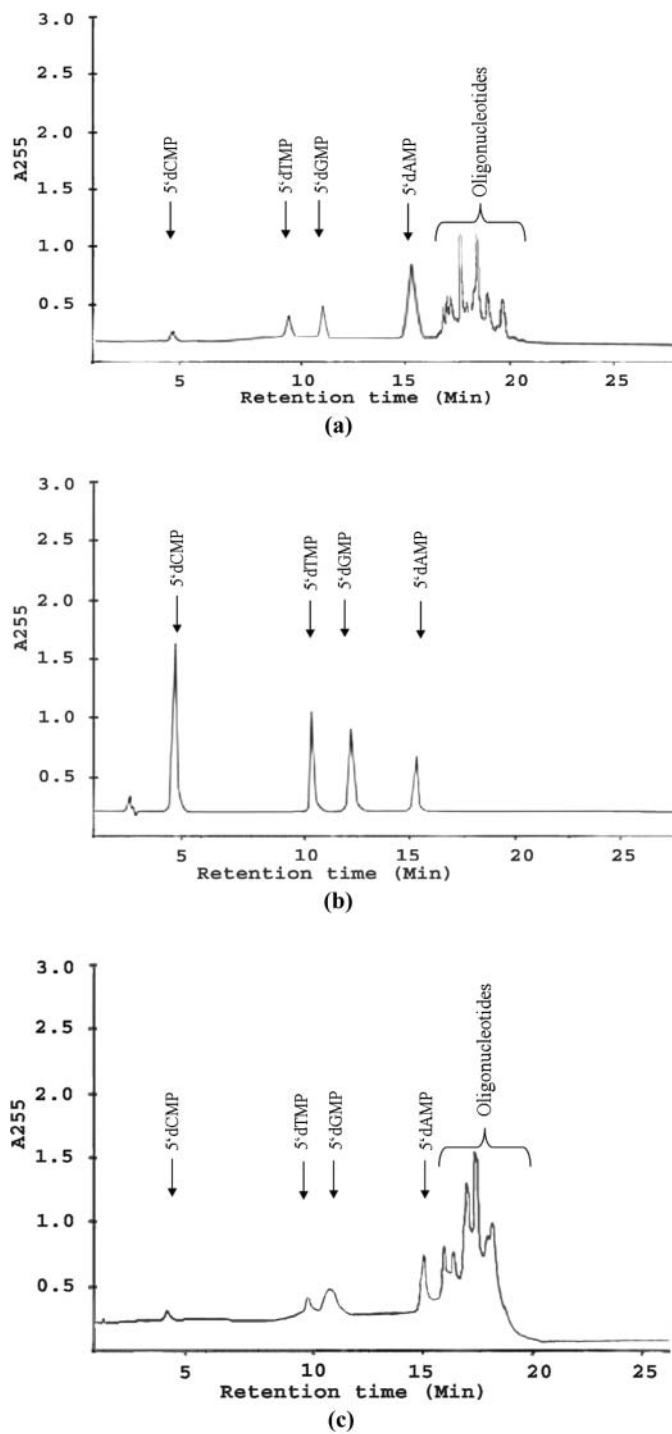 3.0
2.5
2.0
1.5
1.0
0.5
A255
5'dCMP
5'dTMP
5'dGMP
5'dAMP
Oligonucleotides
5 10 15 20 25
Retention time (Min)
(a)
3.0
2.5
2.0
1.5
1.0
0.5
A255
5'dCMP
5'dTMP
5'dGMP
5'dAMP
5 10 15 20 25
Retention time (Min)
(b)
3.0
2.5
2.0
1.5
1.0
0.5
A255
5'dCMP
5'dTMP
5'dGMP
5'dAMP
Oligonucleotides
5 10 15 20 25
Retention time (Min)
(c)